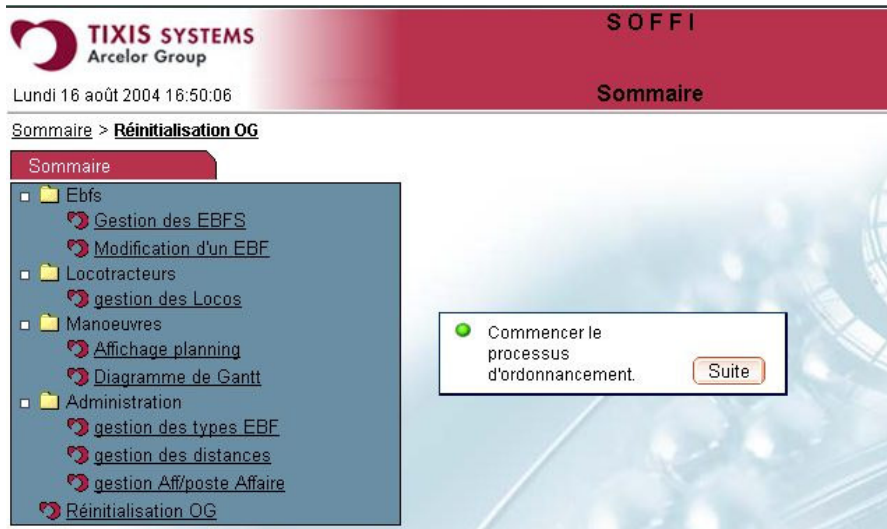 TIXIS SYSTEMS
Arcelor Group
S O F F I
Lundi 16 août 2004 16:50:06
Sommaire
Sommaire > Réinitialisation OG
Sommaire
Ebfs
Gestion des EBFS
Modification d'un EBF
Locotracteurs
gestion des Locos
Manoeuvres
Affichage planning
Diagramme de Gantt
Administration
gestion des types EBF
gestion des distances
gestion Aff/poste Affaire
Réinitialisation OG
Commencer le
processus
d'ordonnancement.
Suite